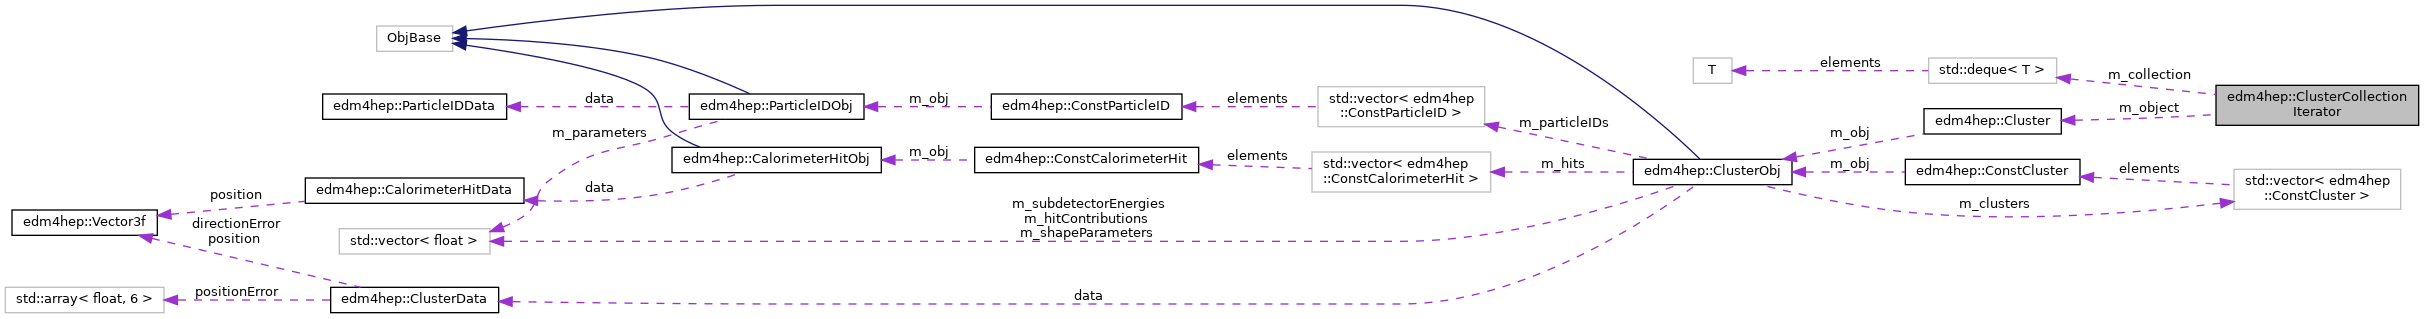 ObjBase
T
elements
std::deque< T >
m_collection
edm4hep::ClusterCollection
Iterator
edm4hep::ParticleIDData
data
edm4hep::ParticleIDObj
m_obj
edm4hep::ConstParticleID
elements
std::vector< edm4hep
::ConstParticleID >
m_particleIDs
m_object
edm4hep::Cluster
m_obj
m_parameters
edm4hep::CalorimeterHitObj
m_obj
edm4hep::ConstCalorimeterHit
elements
std::vector< edm4hep
::ConstCalorimeterHit >
m_hits
edm4hep::ClusterObj
m_obj
edm4hep::ConstCluster
elements
std::vector< edm4hep
::ConstCluster >
m_clusters
position
edm4hep::CalorimeterHitData
data
edm4hep::Vector3f
directionError
position
std::vector< float >
m_subdetectorEnergies
m_hitContributions
m_shapeParameters
std::array< float, 6 >
positionError
edm4hep::ClusterData
data